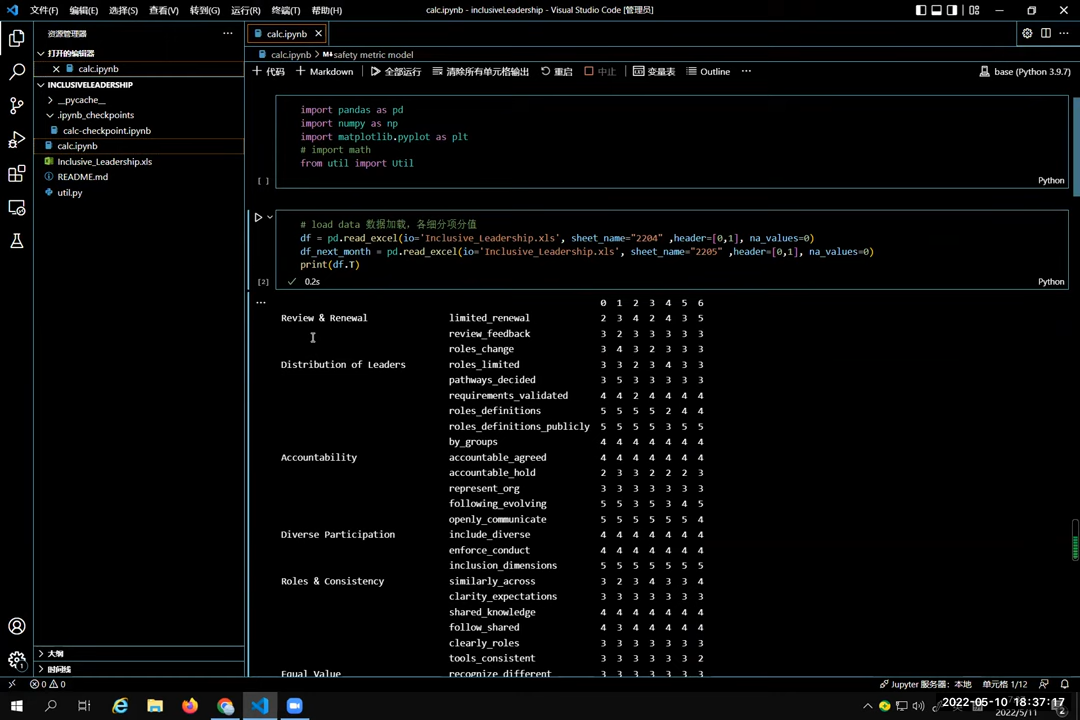 文件(F) 编辑(E) 选择(S) 查看(V) 转到(G) 运行(R) 终端(T) 帮助(H)
calc.ipynb - inclusiveLeadership - Visual Studio Code [管理员]
资源管理器
打开的编辑器
calc.ipynb
INCLUSIVELEADERSHIP
__pycache__
.ipynb_checkpoints
calc-checkpoint.ipynb
calc.ipynb
Inclusive_Leadership.xls
README.md
util.py
大纲
时间线
calc.ipynb
calc.ipynb > M↓safety metric model
+ 代码 + Markdown 全部运行 清除所有单元格输出 重启 中止 变量表 Outline ···
base (Python 3.9.7)
import pandas as pd
import numpy as np
import matplotlib.pyplot as plt
# import math
from util import Util
[ ]
Python
# load data 数据加载，各细分项分值
df = pd.read_excel(io='Inclusive_Leadership.xls', sheet_name="2204" ,header=[0,1], na_values=0)
df_next_month = pd.read_excel(io='Inclusive_Leadership.xls', sheet_name="2205" ,header=[0,1], na_values=0)
print(df.T)
[2] 0.2s
Python
0 1 2 3 4 5 6
Review & Renewal limited_renewal 2 3 4 2 4 3 5
review_feedback 3 2 3 3 3 3 3
roles_change 3 4 3 2 3 3 3
Distribution of Leaders roles_limited 3 3 2 3 4 3 3
pathways_decided 3 5 3 3 3 3 3
requirements_validated 4 4 2 4 4 4 4
roles_definitions 5 5 5 5 2 4 4
roles_definitions_publicly 5 5 5 5 3 5 5
by_groups 4 4 4 4 4 4 4
Accountability accountable_agreed 4 4 4 4 4 4 4
accountable_hold 2 3 3 2 2 2 3
represent_org 3 3 3 3 3 3 3
following_evolving 5 5 3 5 3 4 5
openly_communicate 5 5 5 5 5 5 4
Diverse Participation include_diverse 4 4 4 4 4 4 4
enforce_conduct 4 4 4 4 4 4 4
inclusion_dimensions 5 5 5 5 5 5 5
Roles & Consistency similarly_across 3 2 3 4 3 3 4
clarity_expectations 3 3 3 3 3 3 3
shared_knowledge 4 4 4 4 4 4 4
follow_shared 4 3 4 4 4 4 4
clearly_roles 3 3 3 3 3 3 3
tools_consistent 3 3 3 3 3 3 2
Equal Value recognize_different 3 3 3 3 3 3 3
0 0
Jupyter 服务器: 本地 单元格 1/12
2022-05-10 18:37:17
2022/5/11